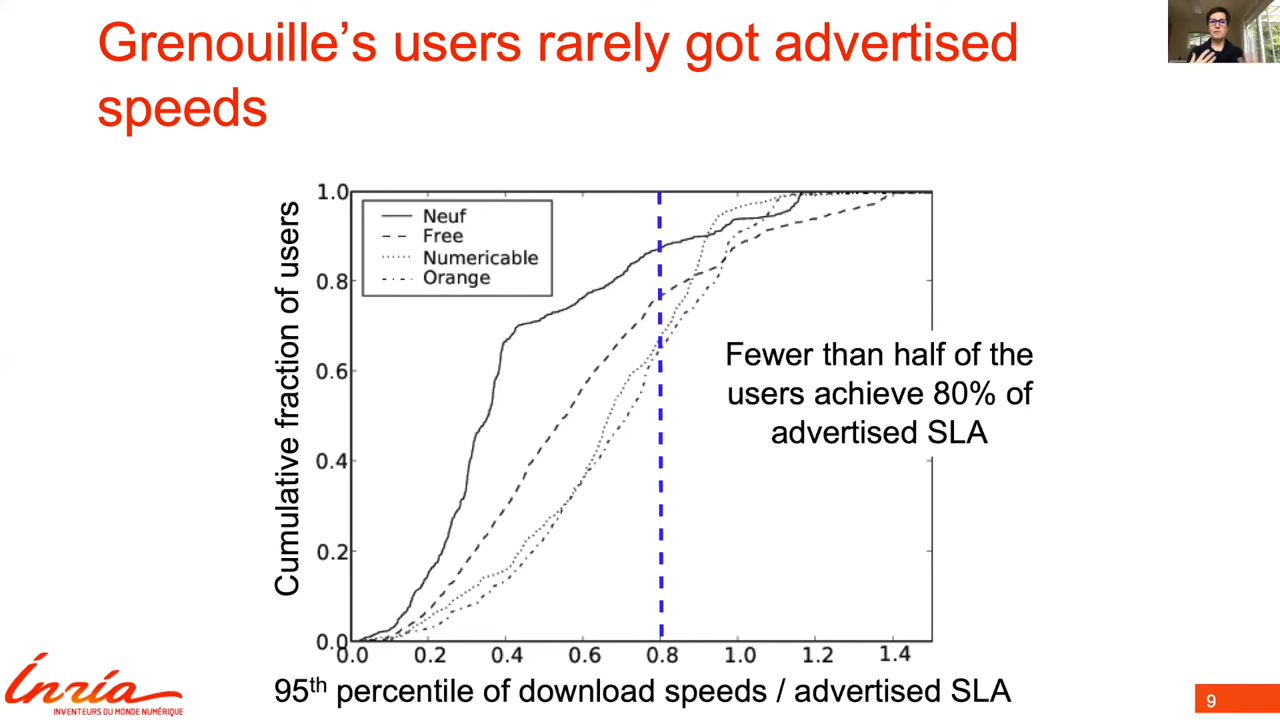 Grenouille’s users rarely got advertised
speeds
Cumulative fraction of users
1.0
0.8
0.6
0.4
0.2
0.0
Neuf
Free
Numericable
Orange
Fewer than half of the
users achieve 80% of
advertised SLA
0.0 0.2 0.4 0.6 0.8 1.0 1.2 1.4
95th percentile of download speeds / advertised SLA
Inria
INVENTEURS DU MONDE NUMÉRIQUE
9